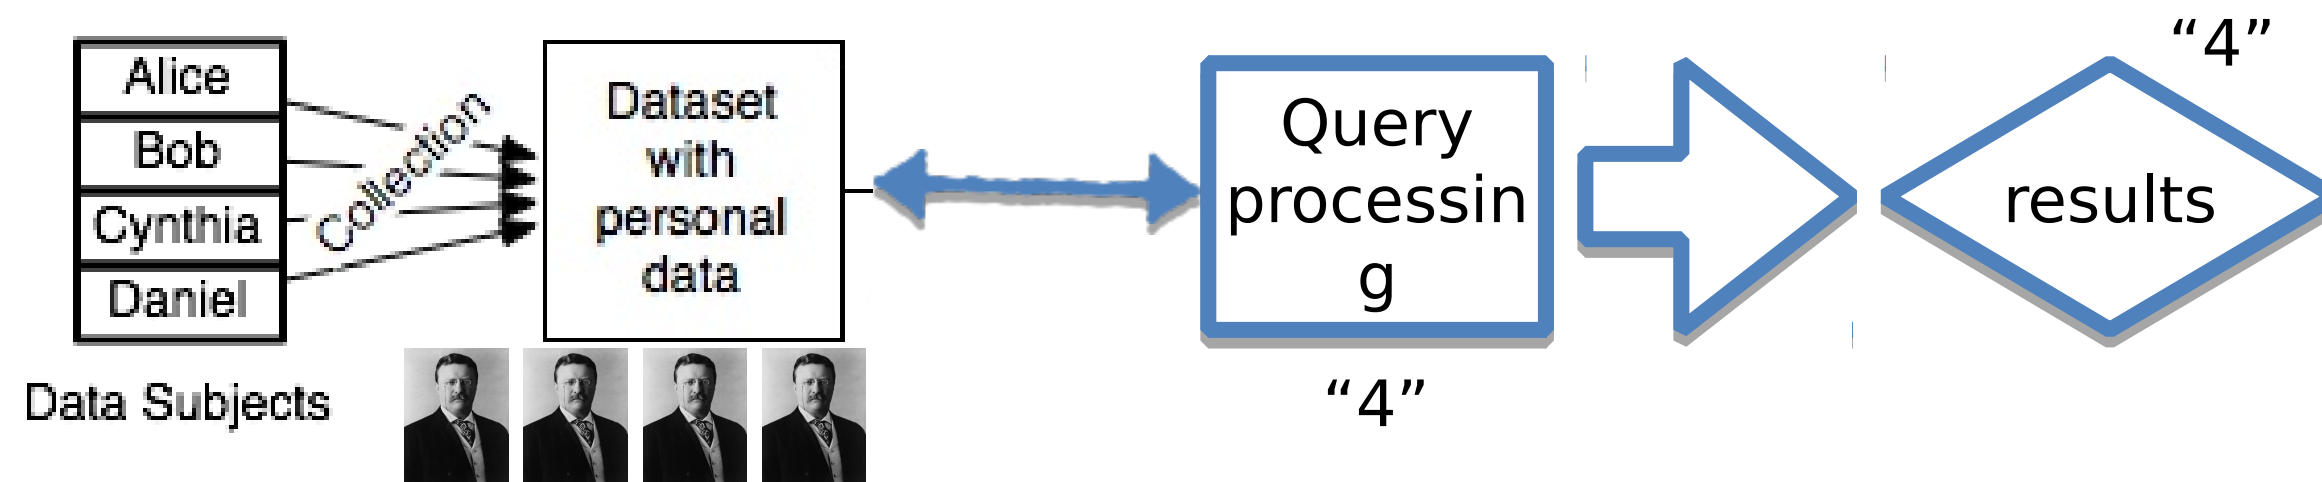 Alice
Bob
Cynthia
Daniel
Data Subjects
Collection
Dataset
with
personal
data
Query
processin
g
“4”
“4”
results